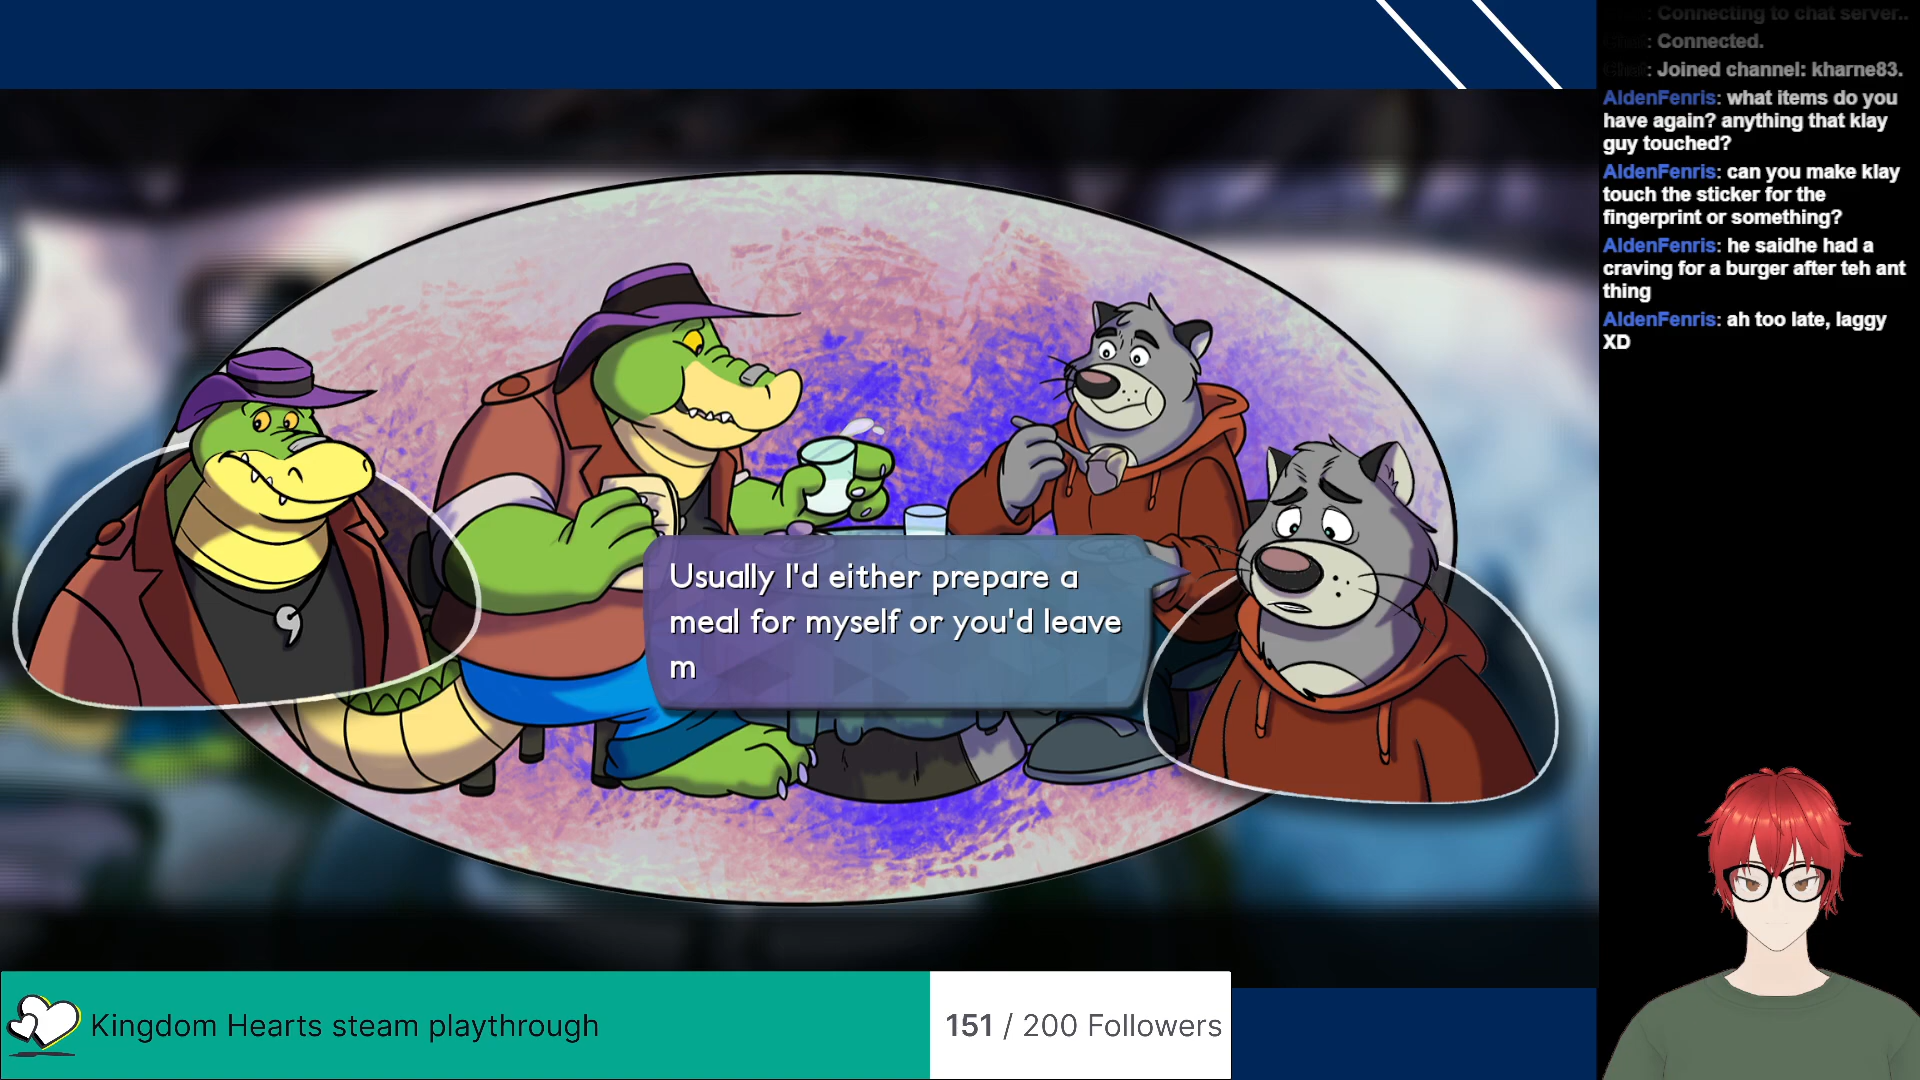 : Connecting to chat server..
: Connected.
: Joined channel: kharne83.
AldenFenris: what items do you
have again? anything that klay
guy touched?
AldenFenris: can you make klay
touch the sticker for the
fingerprint or something?
AldenFenris: he saidhe had a
craving for a burger after teh ant
thing
AldenFenris: ah too late, laggy
XD
Usually I'd either prepare a
meal for myself or you'd leave
m
Kingdom Hearts steam playthrough
151 / 200 Followers